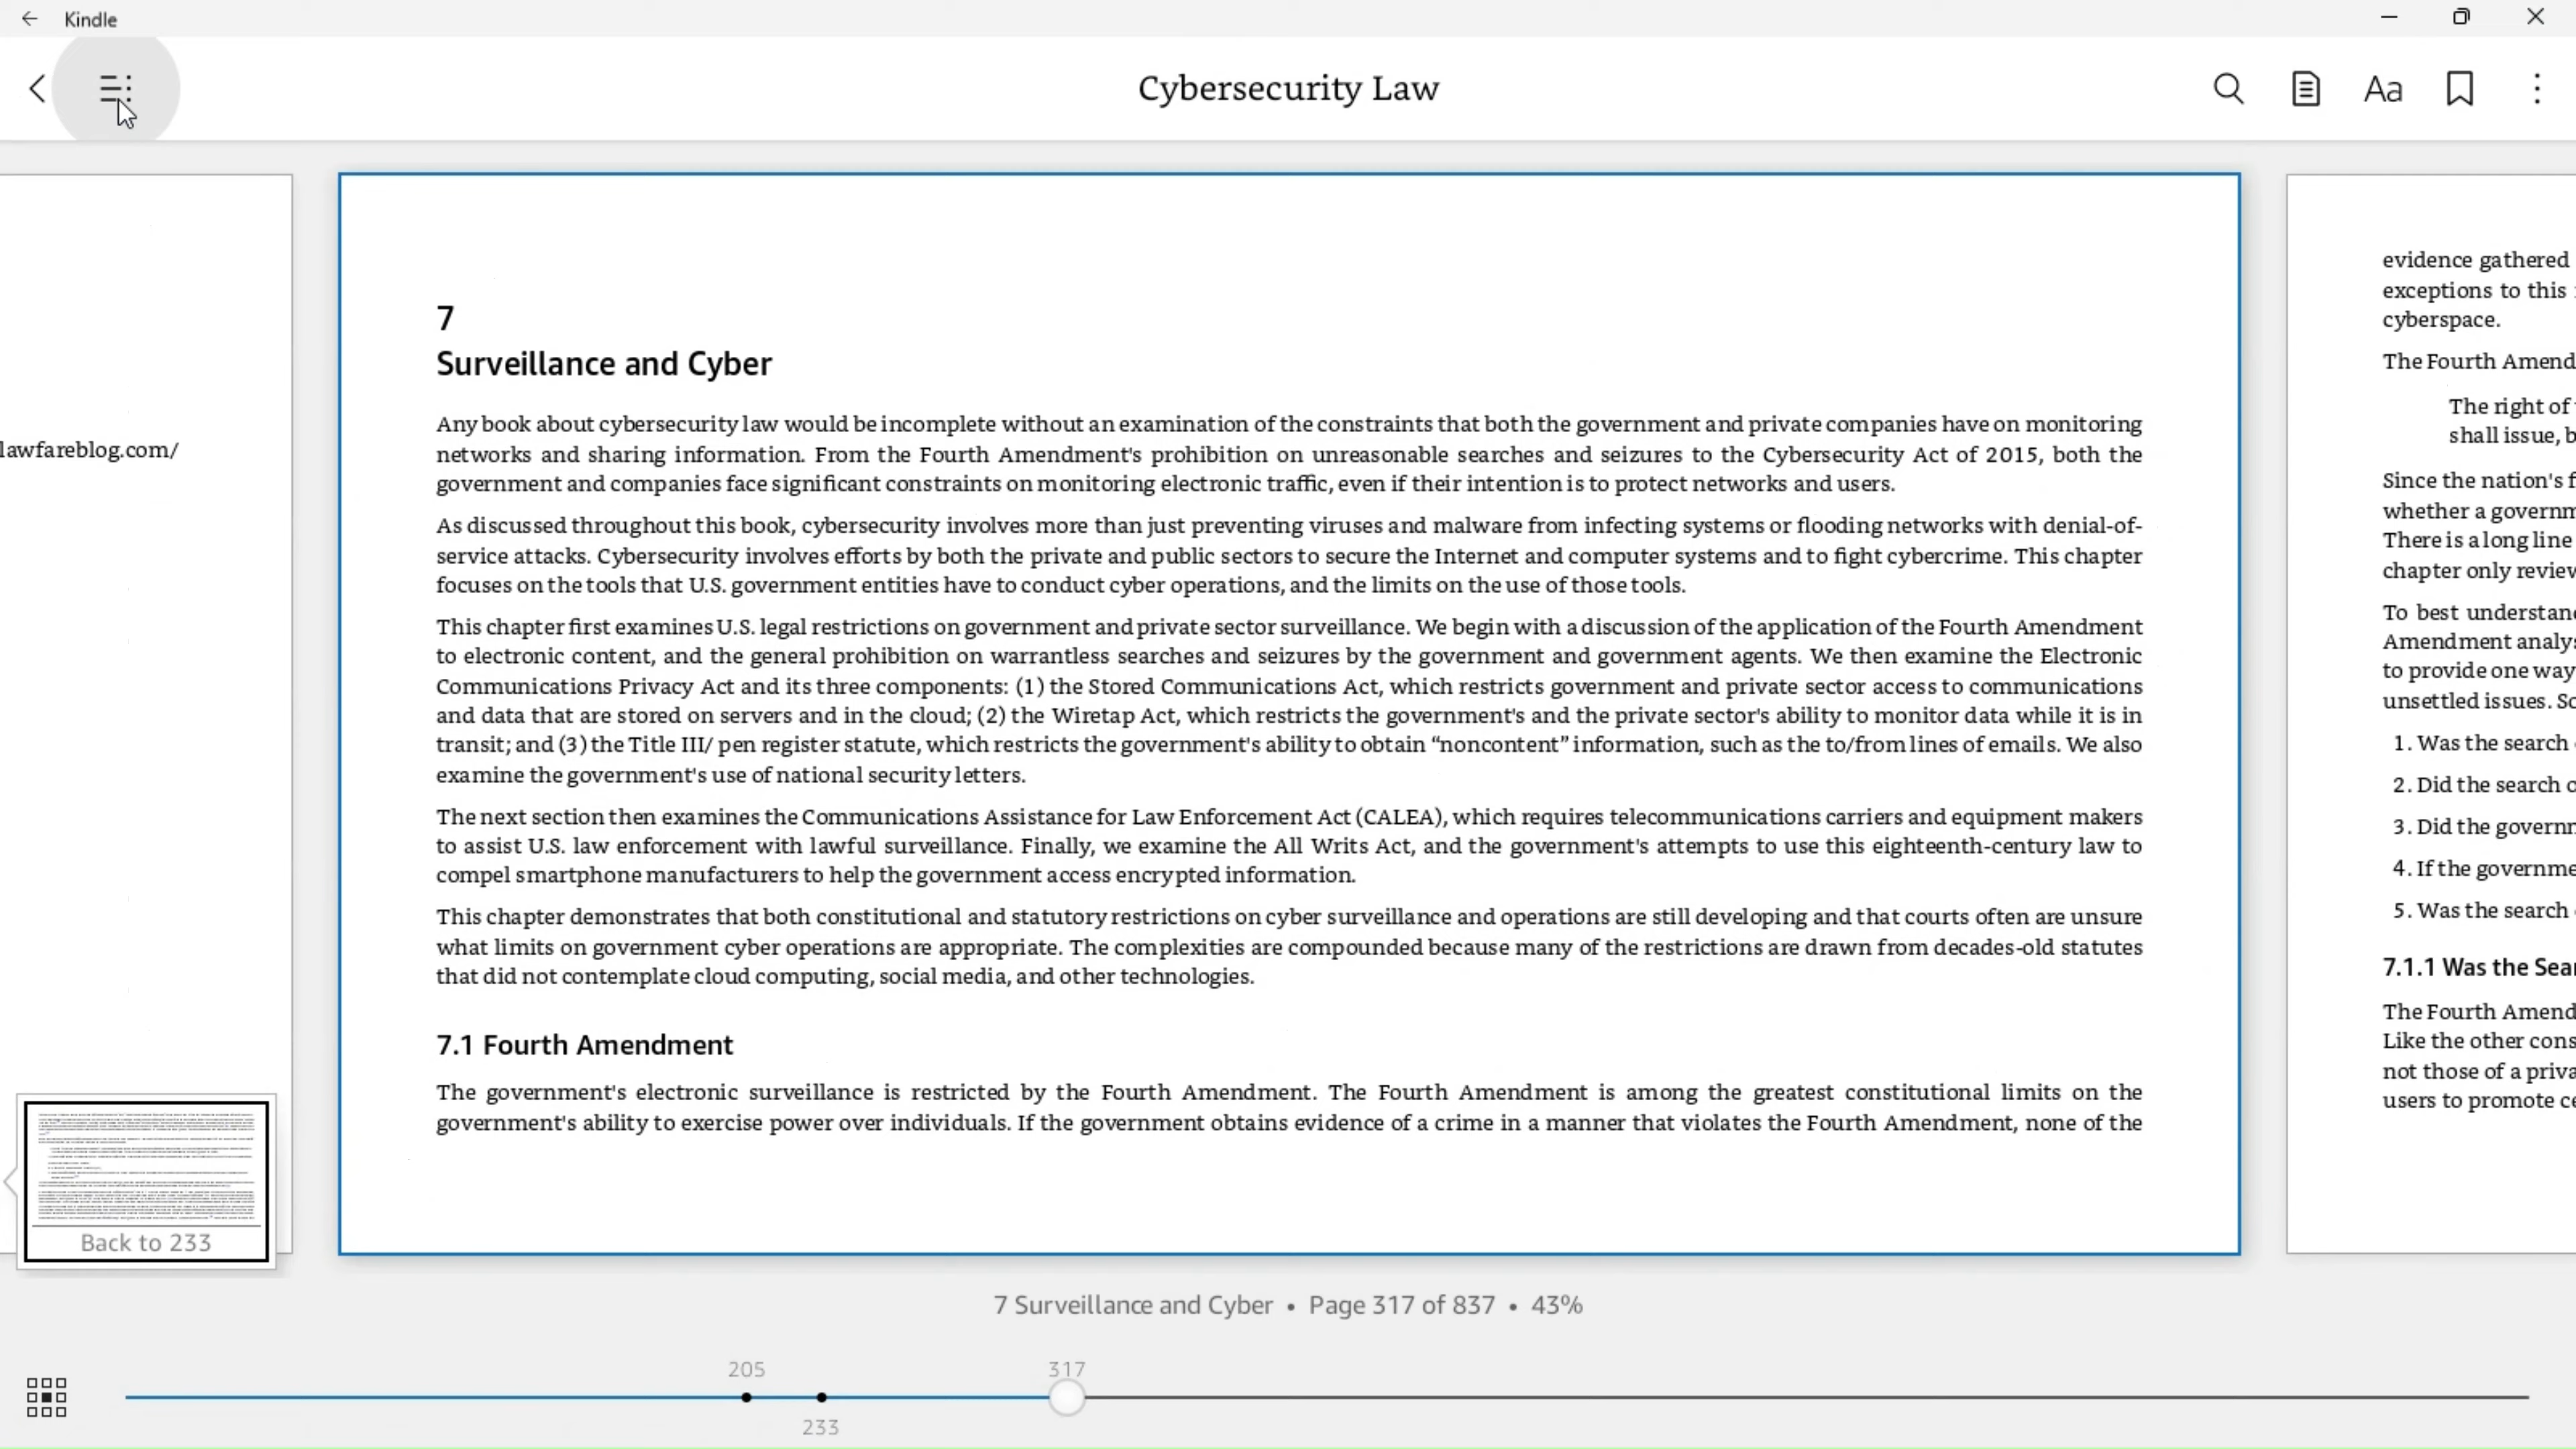 Kindle
Cybersecurity Law
lawfareblog.com/
7
Surveillance and Cyber
Any book about cybersecurity law would be incomplete without an examination of the constraints that both the government and private companies have on monitoring
networks and sharing information. From the Fourth Amendment's prohibition on unreasonable searches and seizures to the Cybersecurity Act of 2015, both the
government and companies face significant constraints on monitoring electronic traffic, even if their intention is to protect networks and users.
As discussed throughout this book, cybersecurity involves more than just preventing viruses and malware from infecting systems or flooding networks with denial-of-
service attacks. Cybersecurity involves efforts by both the private and public sectors to secure the Internet and computer systems and to fight cybercrime. This chapter
focuses on the tools that U.S. government entities have to conduct cyber operations, and the limits on the use of those tools.
This chapter first examines U.S. legal restrictions on government and private sector surveillance. We begin with a discussion of the application of the Fourth Amendment
to electronic content, and the general prohibition on warrantless searches and seizures by the government and government agents. We then examine the Electronic
Communications Privacy Act and its three components: (1) the Stored Communications Act, which restricts government and private sector access to communications
and data that are stored on servers and in the cloud; (2) the Wiretap Act, which restricts the government's and the private sector's ability to monitor data while it is in
transit; and (3) the Title III/ pen register statute, which restricts the government's ability to obtain “noncontent” information, such as the to/from lines of emails. We also
examine the government's use of national security letters.
The next section then examines the Communications Assistance for Law Enforcement Act (CALEA), which requires telecommunications carriers and equipment makers
to assist U.S. law enforcement with lawful surveillance. Finally, we examine the All Writs Act, and the government's attempts to use this eighteenth-century law to
compel smartphone manufacturers to help the government access encrypted information.
This chapter demonstrates that both constitutional and statutory restrictions on cyber surveillance and operations are still developing and that courts often are unsure
what limits on government cyber operations are appropriate. The complexities are compounded because many of the restrictions are drawn from decades-old statutes
that did not contemplate cloud computing, social media, and other technologies.
7.1 Fourth Amendment
The government's electronic surveillance is restricted by the Fourth Amendment. The Fourth Amendment is among the greatest constitutional limits on the
government's ability to exercise power over individuals. If the government obtains evidence of a crime in a manner that violates the Fourth Amendment, none of the
evidence gathered
exceptions to this
cyberspace.
The Fourth Amend
The right of
shall issue, b
Since the nation's f
whether a governm
There is a long line
chapter only review
To best understan
Amendment analys
to provide one way
unsettled issues. So
1. Was the search
2. Did the search o
3. Did the governm
4. If the governme
5. Was the search
7.1.1 Was the Sear
The Fourth Amend
Like the other cons
not those of a priva
users to promote ce
Back to 233
7 Surveillance and Cyber • Page 317 of 837 • 43%
205
317
233